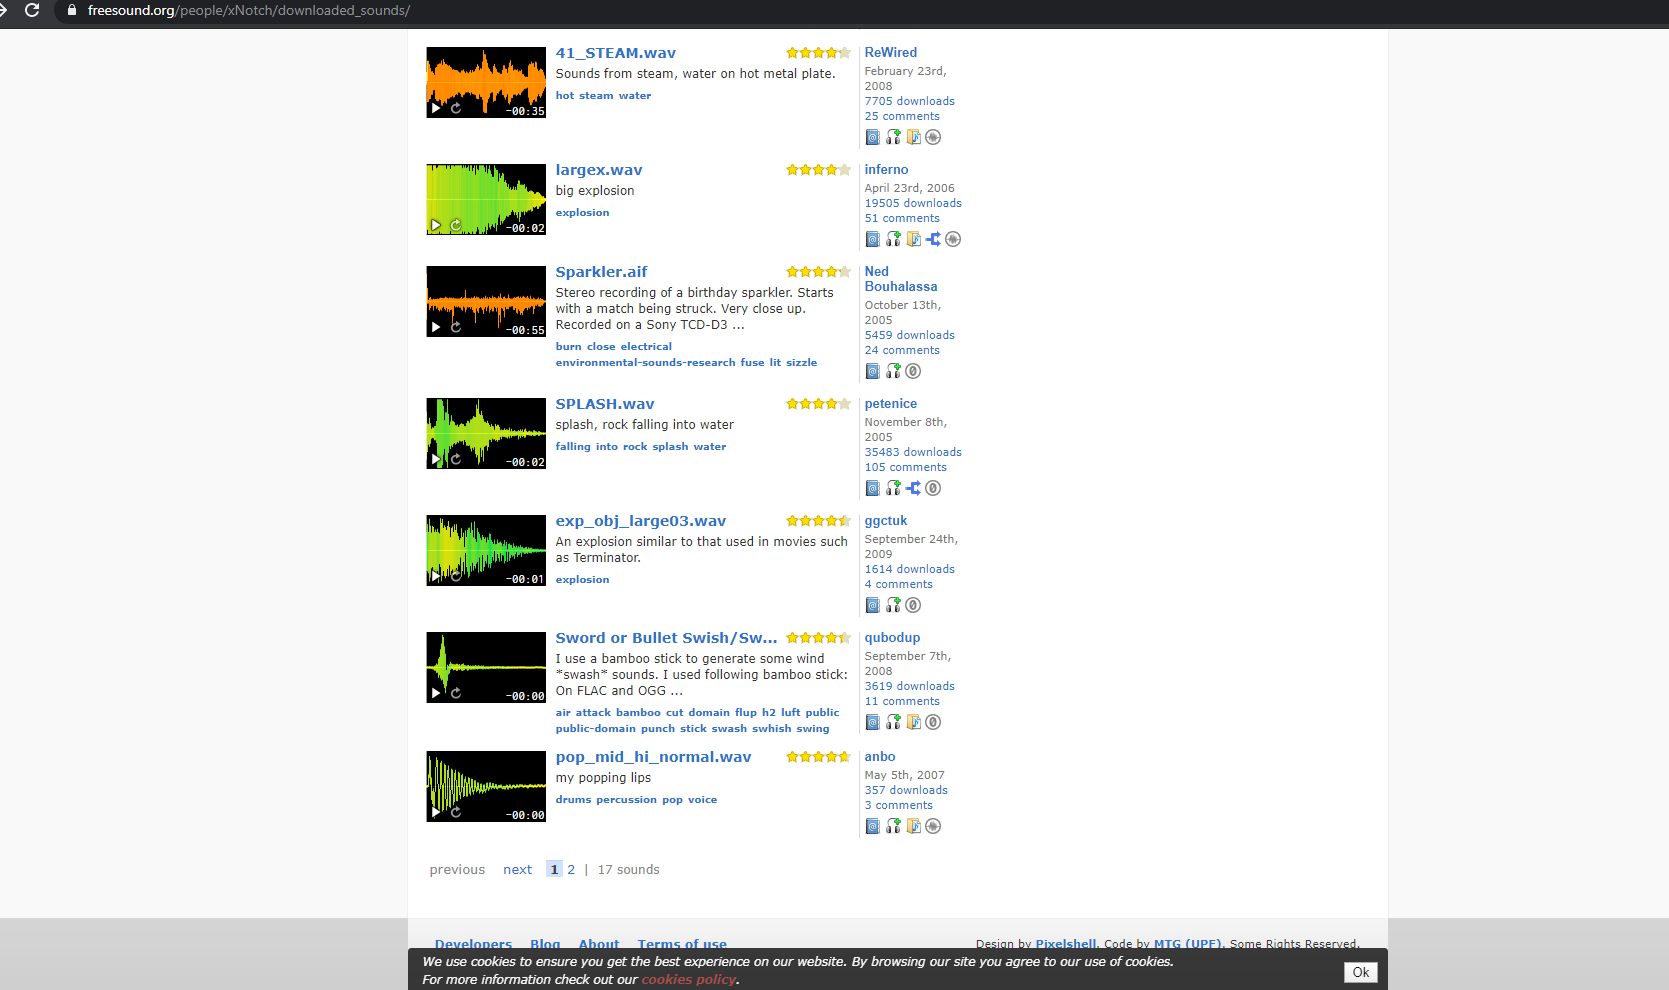 freesound.org/people/xNotch/downloaded_sounds/
41_STEAM.wav
Sounds from steam, water on hot metal plate.
hot steam water
-00:35
ReWired
February 23rd,
2008
7705 downloads
25 comments
largex.wav
big explosion
explosion
-00:02
inferno
April 23rd, 2006
19505 downloads
51 comments
Sparkler.aif
Stereo recording of a birthday sparkler. Starts
with a match being struck. Very close up.
Recorded on a Sony TCD-D3 ...
burn close electrical
environmental-sounds-research fuse lit sizzle
-00:55
Ned
Bouhalassa
October 13th,
2005
5459 downloads
24 comments
SPLASH.wav
splash, rock falling into water
falling into rock splash water
-00:02
petenice
November 8th,
2005
35483 downloads
105 comments
exp_obj_large03.wav
An explosion similar to that used in movies such
as Terminator.
explosion
-00:01
ggctuk
September 24th,
2009
1614 downloads
4 comments
Sword or Bullet Swish/Sw...
I use a bamboo stick to generate some wind
*swash* sounds. I used following bamboo stick:
On FLAC and OGG ...
air attack bamboo cut domain flup h2 luft public
public-domain punch stick swash swhish swing
-00:00
qubodup
September 7th,
2008
3619 downloads
11 comments
pop_mid_hi_normal.wav
my popping lips
drums percussion pop voice
-00:00
anbo
May 5th, 2007
357 downloads
3 comments
previous next 1 2 | 17 sounds
Developers Blog About Terms of use
Design by Pixelshell. Code by MTG (UPF). Some Rights Reserved.
We use cookies to ensure you get the best experience on our website. By browsing our site you agree to our use of cookies.
For more information check out our cookies policy.
Ok